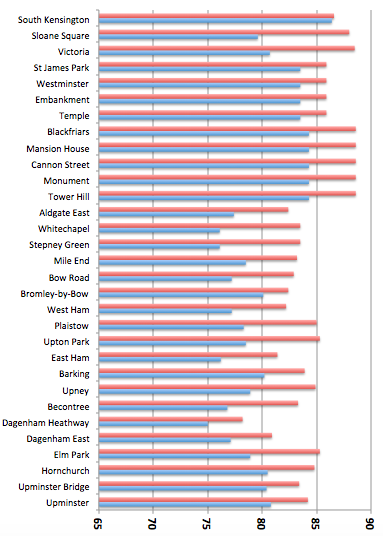 South Kensington
Sloane Square
Victoria
St James Park
Westminster
Embankment
Temple
Blackfriars
Mansion House
Cannon Street
Monument
Tower Hill
Aldgate East
Whitechapel
Stepney Green
Mile End
Bow Road
Bromley-by-Bow
West Ham
Plaistow
Upton Park
East Ham
Barking
Upney
Becontree
Dagenham Heathway
Dagenham East
Elm Park
Hornchurch
Upminster Bridge
Upminster
65 70 75 80 85 90